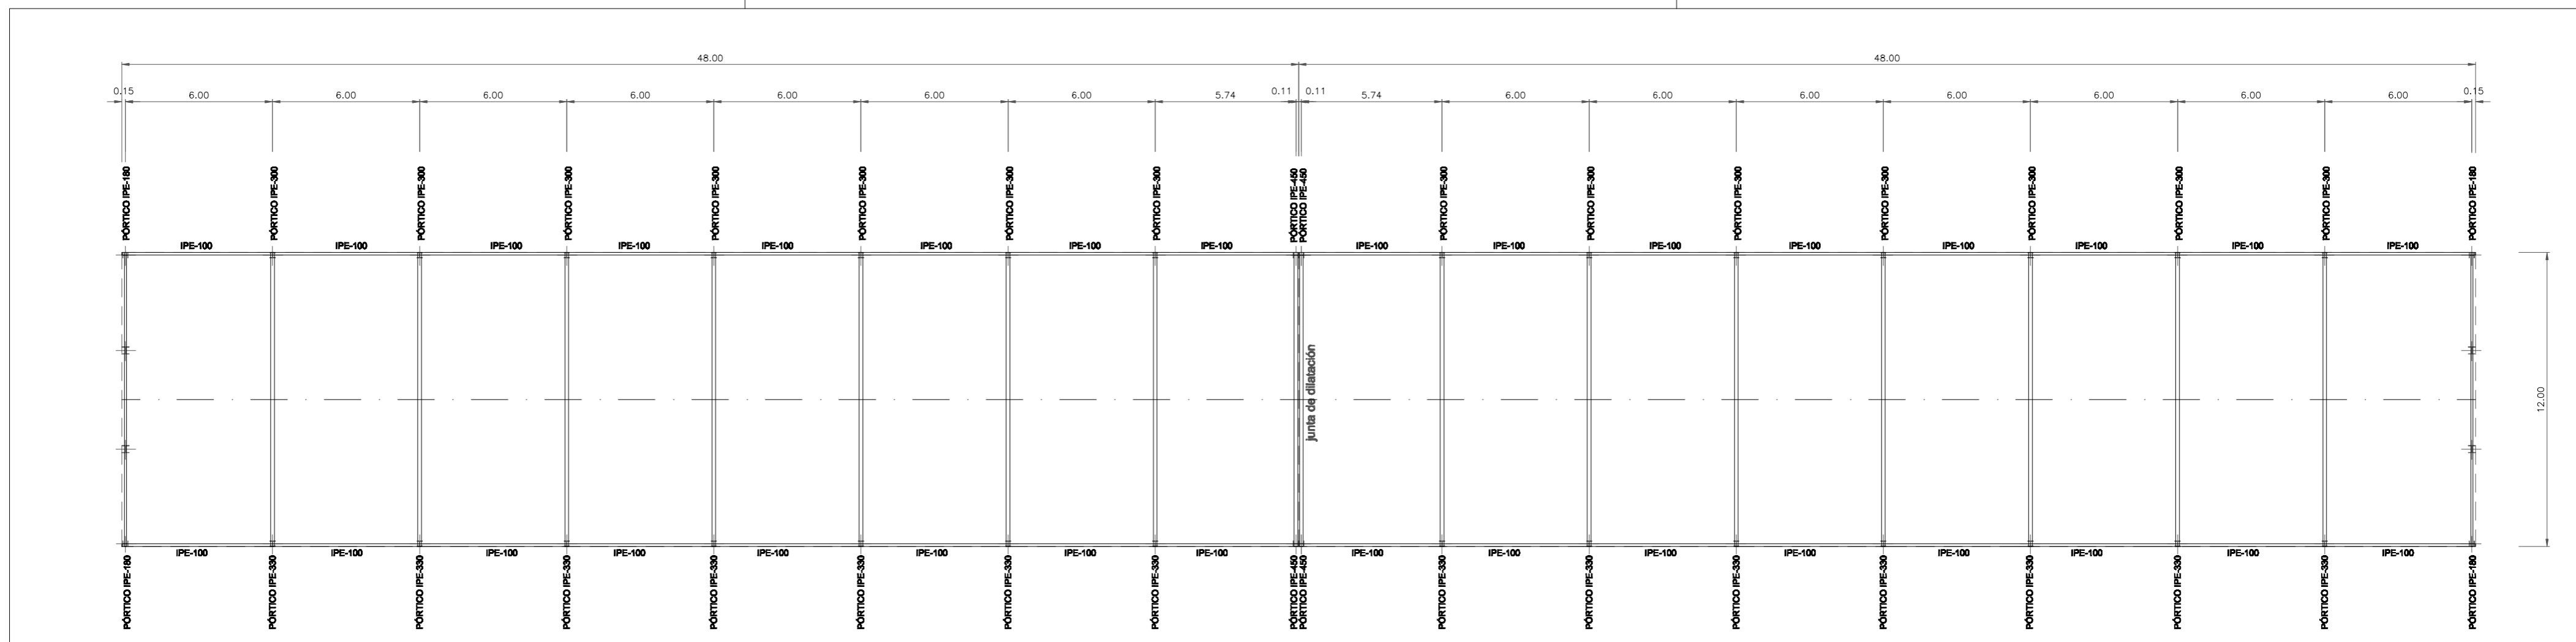 48.00 48.00
0.15 6.00 6.00 6.00 6.00 6.00 6.00 6.00 5.74 0.11 0.11 5.74 6.00 6.00 6.00 6.00 6.00 6.00 6.00 0.15
PÓRTICO IPE-180
PÓRTICO IPE-300
PÓRTICO IPE-300
PÓRTICO IPE-300
PÓRTICO IPE-300
PÓRTICO IPE-300
PÓRTICO IPE-300
PÓRTICO IPE-300
PÓRTICO IPE-450
PÓRTICO IPE-450
PÓRTICO IPE-300
PÓRTICO IPE-300
PÓRTICO IPE-300
PÓRTICO IPE-300
PÓRTICO IPE-300
PÓRTICO IPE-300
PÓRTICO IPE-300
PÓRTICO IPE-180
IPE-100 IPE-100 IPE-100 IPE-100 IPE-100 IPE-100 IPE-100 IPE-100 IPE-100 IPE-100 IPE-100 IPE-100 IPE-100 IPE-100 IPE-100 IPE-100
junta de dilatación
12.00
IPE-100 IPE-100 IPE-100 IPE-100 IPE-100 IPE-100 IPE-100 IPE-100 IPE-100 IPE-100 IPE-100 IPE-100 IPE-100 IPE-100 IPE-100 IPE-100
PÓRTICO IPE-180
PÓRTICO IPE-330
PÓRTICO IPE-330
PÓRTICO IPE-330
PÓRTICO IPE-330
PÓRTICO IPE-330
PÓRTICO IPE-330
PÓRTICO IPE-330
PÓRTICO IPE-450
PÓRTICO IPE-450
PÓRTICO IPE-330
PÓRTICO IPE-330
PÓRTICO IPE-330
PÓRTICO IPE-330
PÓRTICO IPE-330
PÓRTICO IPE-330
PÓRTICO IPE-330
PÓRTICO IPE-180